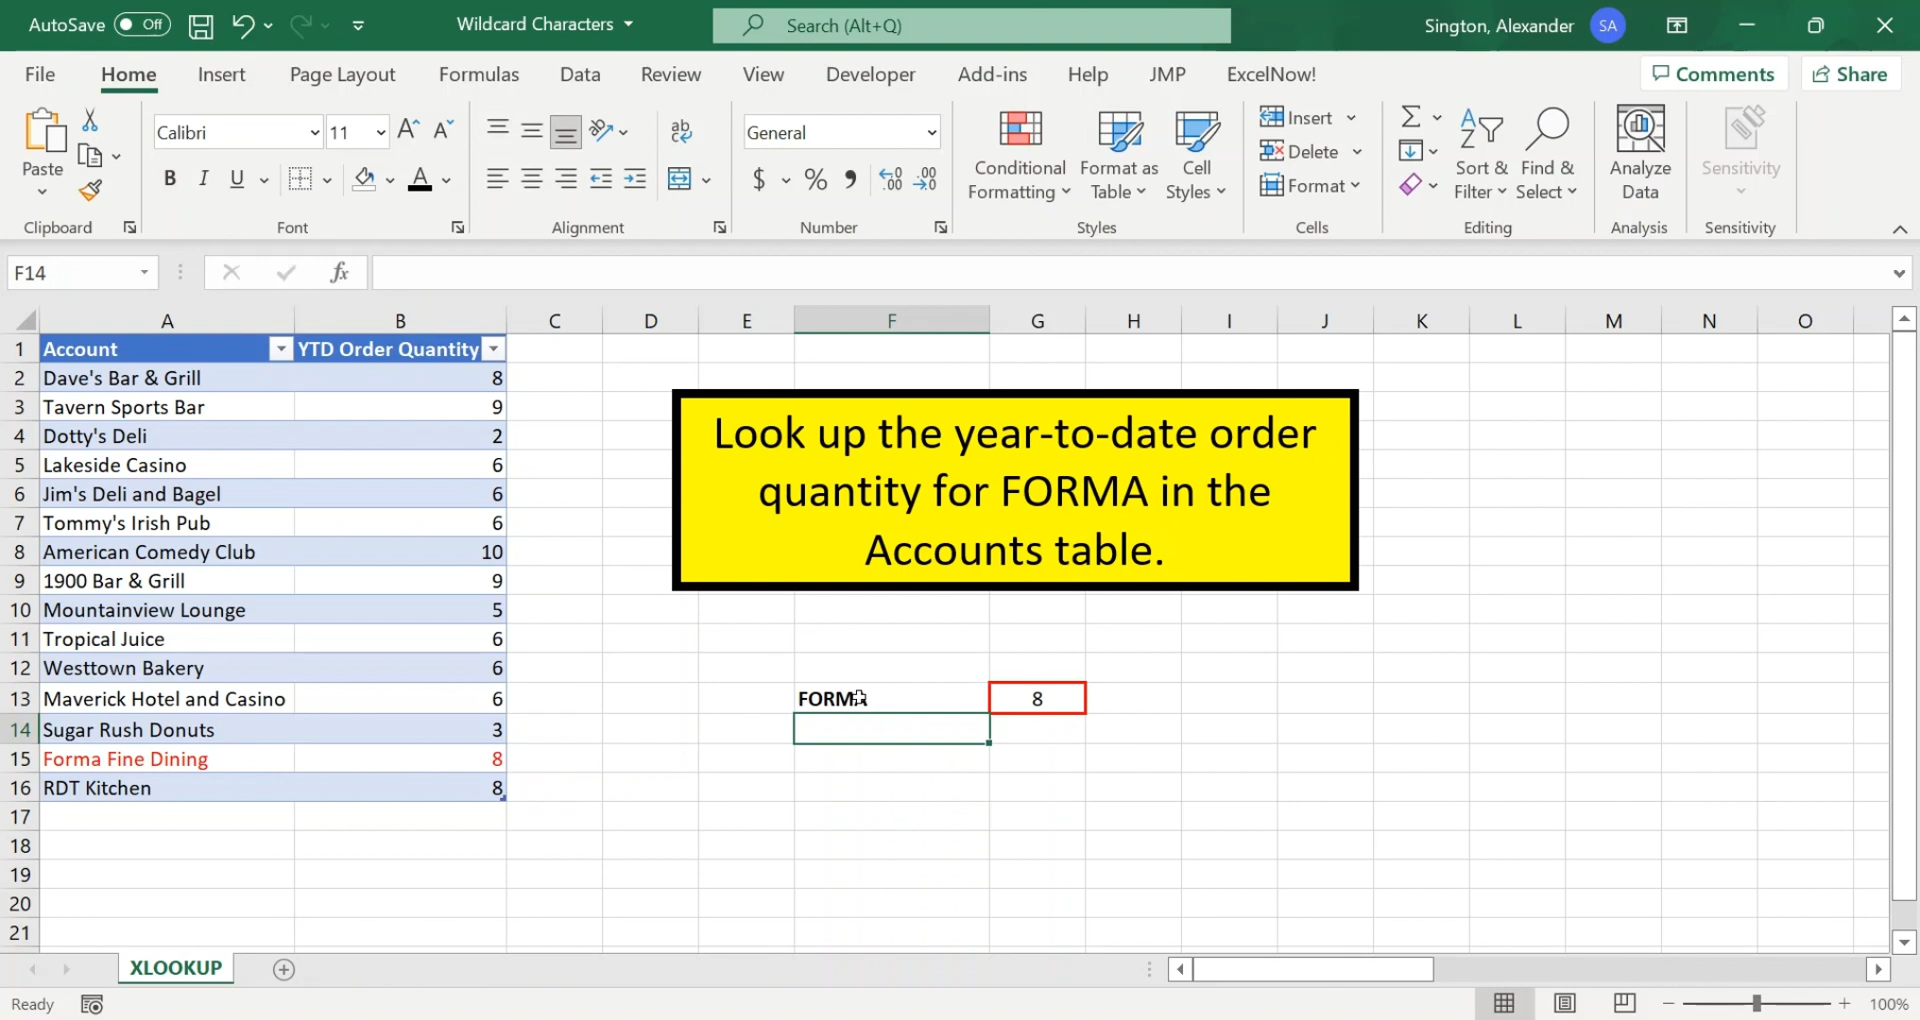 AutoSave Off Wildcard Characters Search (Alt+Q) Sington, Alexander SA
File Home Insert Page Layout Formulas Data Review View Developer Add-ins Help JMP ExcelNow! Comments Share
Paste
Calibri 11
B I U A
ab
General
$ % 9
Conditional Formatting
Format as Table
Cell Styles
Insert
Delete
Format
Sort & Filter
Find & Select
Analyze Data
Sensitivity
Clipboard Font Alignment Number Styles Cells Editing Analysis Sensitivity
F14 fx
A B C D E F G H I J K L M N O
1 Account YTD Order Quantity
2 Dave's Bar & Grill 8
3 Tavern Sports Bar 9
4 Dotty's Deli 2
5 Lakeside Casino 6
6 Jim's Deli and Bagel 6
7 Tommy's Irish Pub 6
8 American Comedy Club 10
9 1900 Bar & Grill 9
10 Mountainview Lounge 5
11 Tropical Juice 6
12 Westtown Bakery 6
13 Maverick Hotel and Casino 6 FORMA 8
14 Sugar Rush Donuts 3
15 Forma Fine Dining 8
16 RDT Kitchen 8
17
18
19
20
21
Look up the year-to-date order
quantity for FORMA in the
Accounts table.
XLOOKUP
Ready 100%